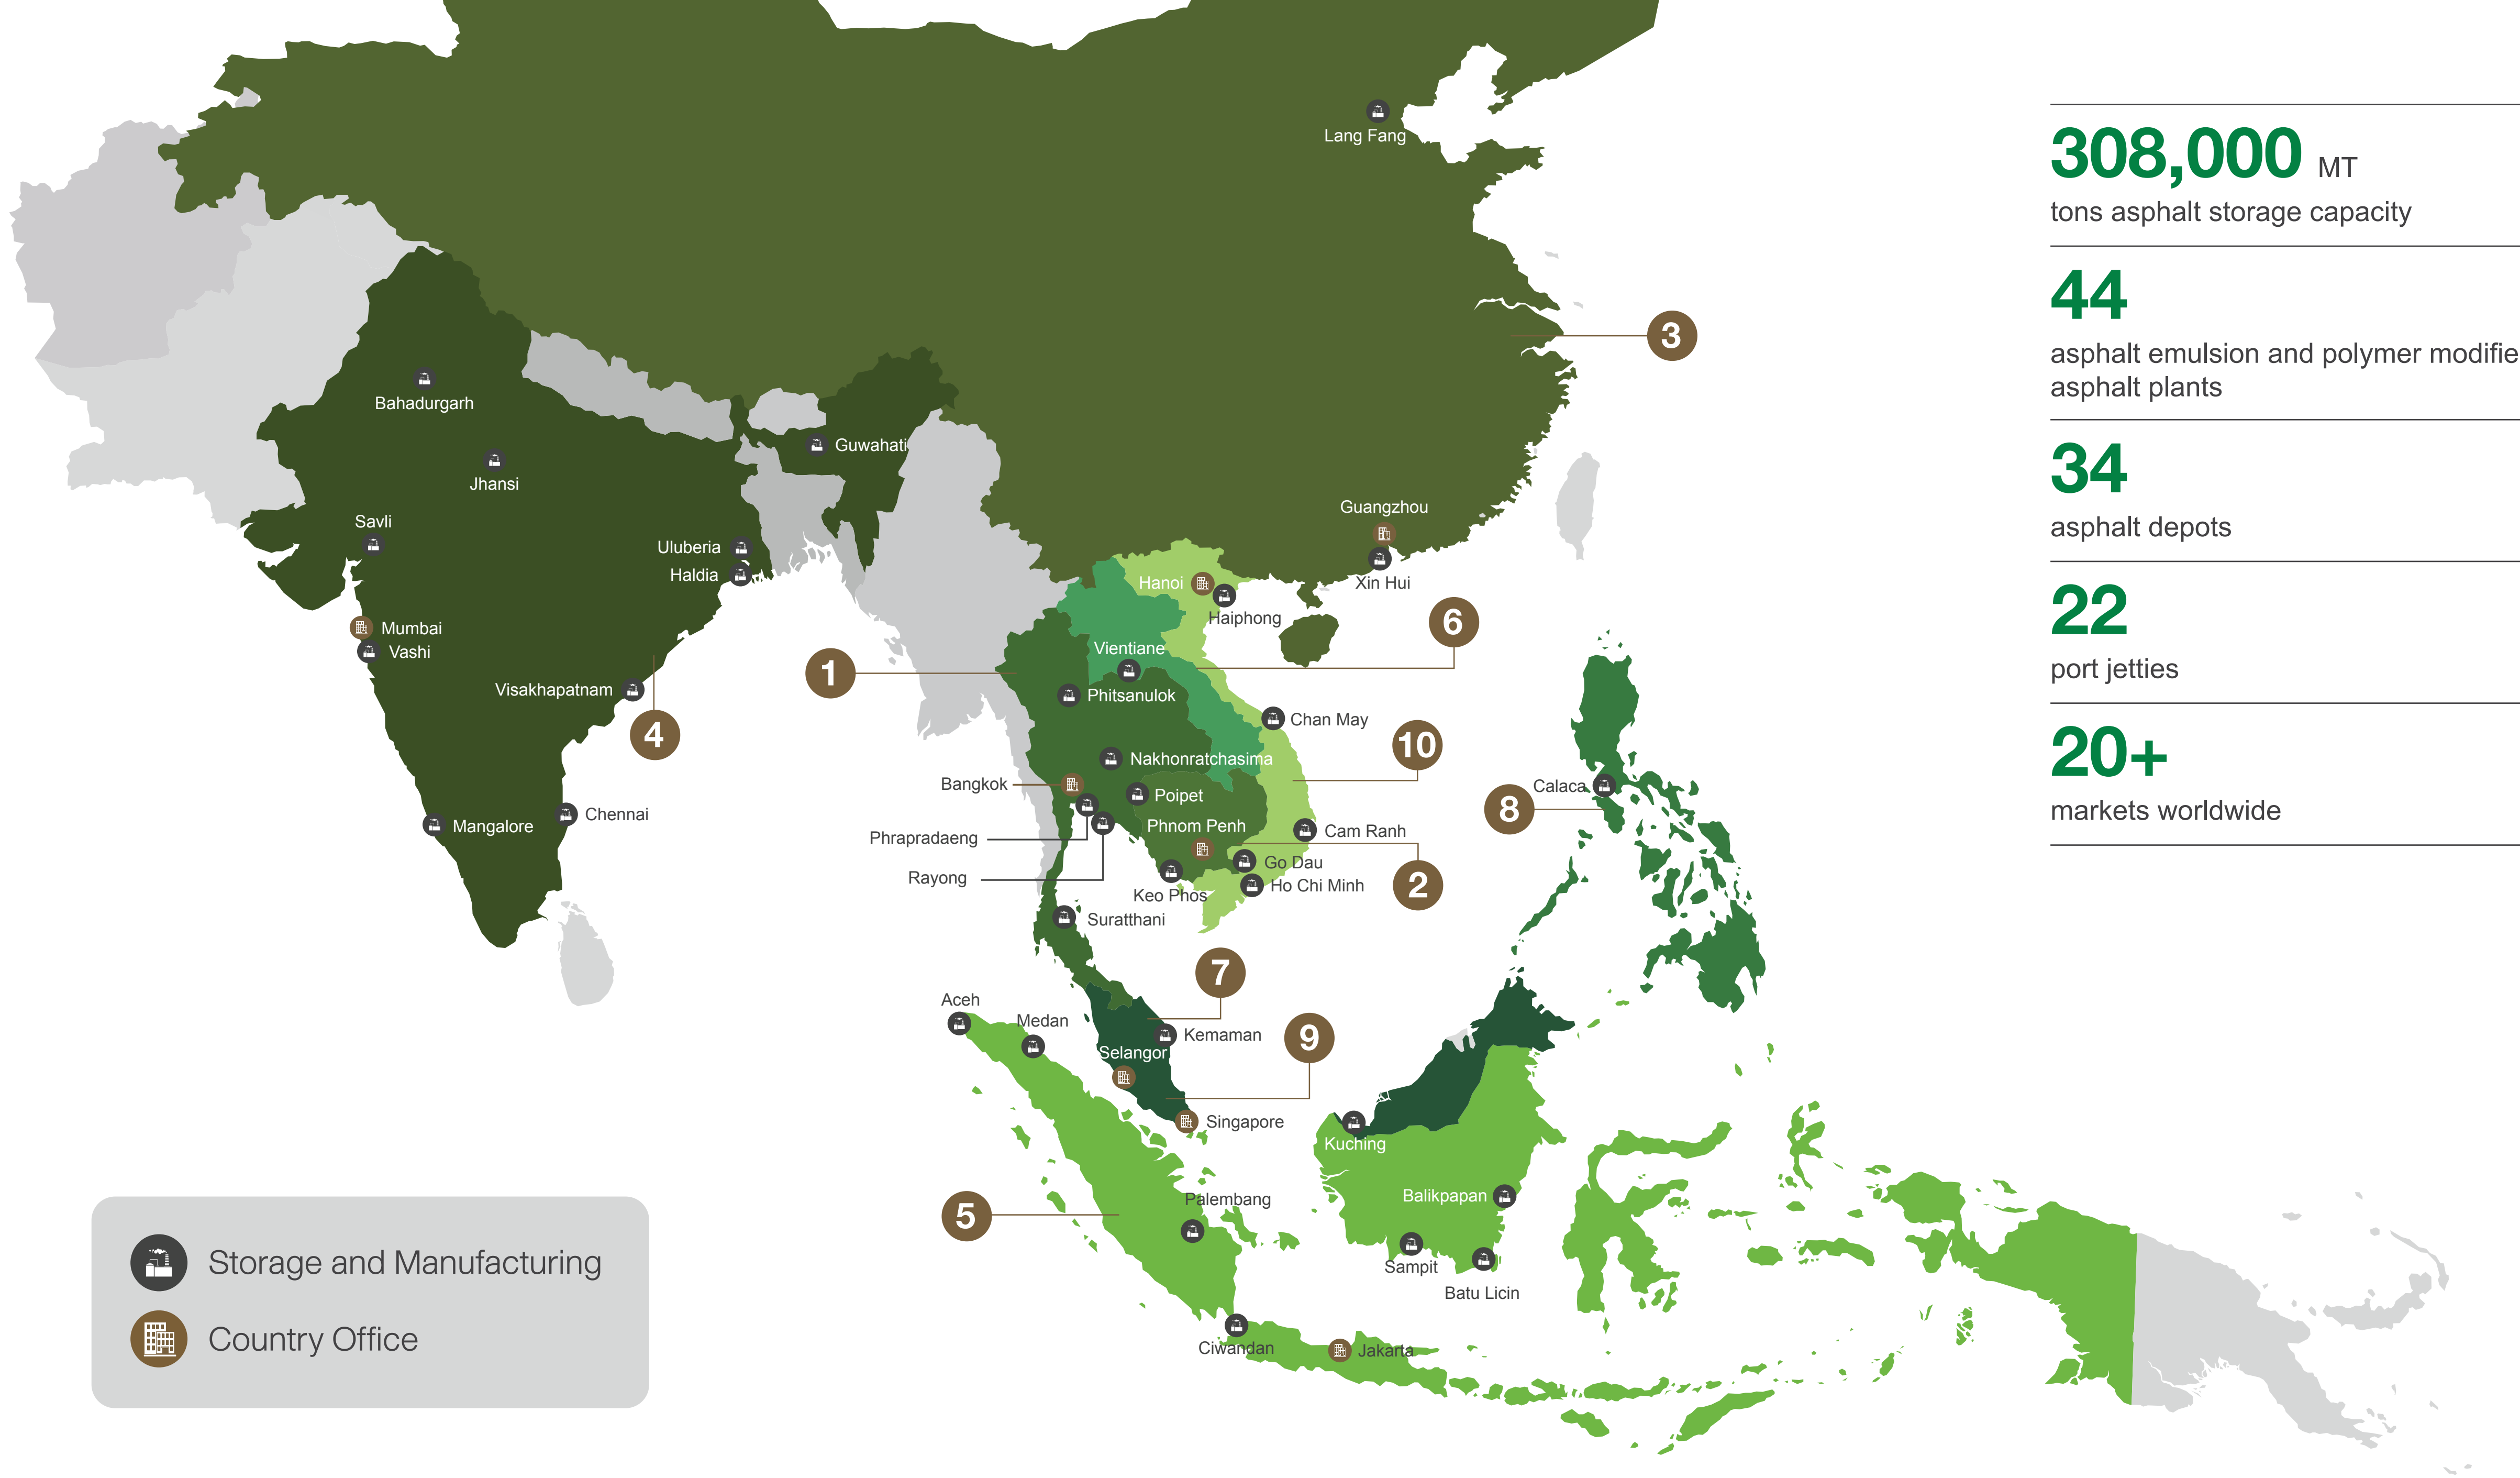 Lang Fang
308,000 MT
tons asphalt storage capacity
44
asphalt emulsion and polymer modifie
asphalt plants
34
asphalt depots
22
port jetties
20+
markets worldwide
3
Bahadurgarh
Guwahati
Jhansi
Savli
Guangzhou
Uluberia
Haldia
Xin Hui
Hanoi
Haiphong
6
Mumbai
Vashi
Vientiane
1
Visakhapatnam
Phitsanulok
4
Chan May
10
Nakhonratchasima
Bangkok
Poipet
Calaca
8
Chennai
Mangalore
Phnom Penh
Cam Ranh
Phrapradaeng
Go Dau
Rayong
Ho Chi Minh
2
Keo Phos
Suratthani
7
Aceh
Medan
Kemaman
9
Selangor
Singapore
Kuching
Palembang
Balikpapan
5
Sampit
Batu Licin
Ciwandan
Jakarta
Storage and Manufacturing
Country Office